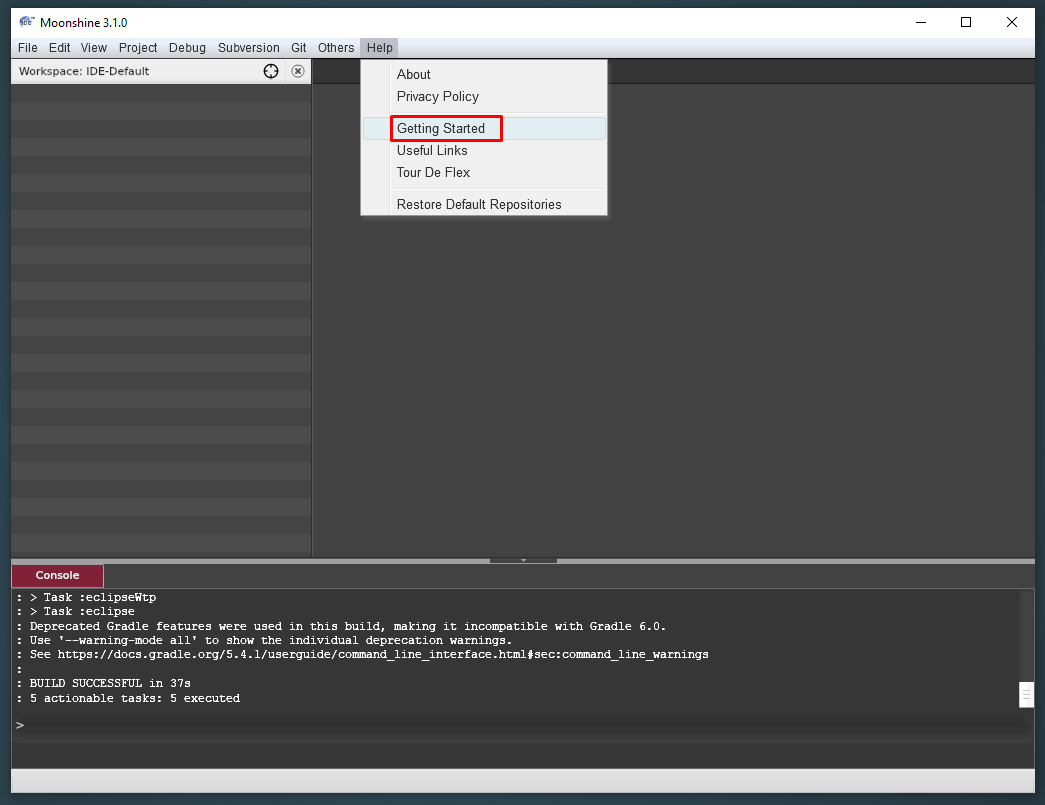 Moonshine 3.1.0
File Edit View Project Debug Subversion Git Others Help
Workspace: IDE-Default
About
Privacy Policy
Getting Started
Useful Links
Tour De Flex
Restore Default Repositories
Console
: > Task :eclipseWtp
: > Task :eclipse
: Deprecated Gradle features were used in this build, making it incompatible with Gradle 6.0.
: Use '--warning-mode all' to show the individual deprecation warnings.
: See https://docs.gradle.org/5.4.1/userguide/command_line_interface.html#sec:command_line_warnings
:
: BUILD SUCCESSFUL in 37s
: 5 actionable tasks: 5 executed
>